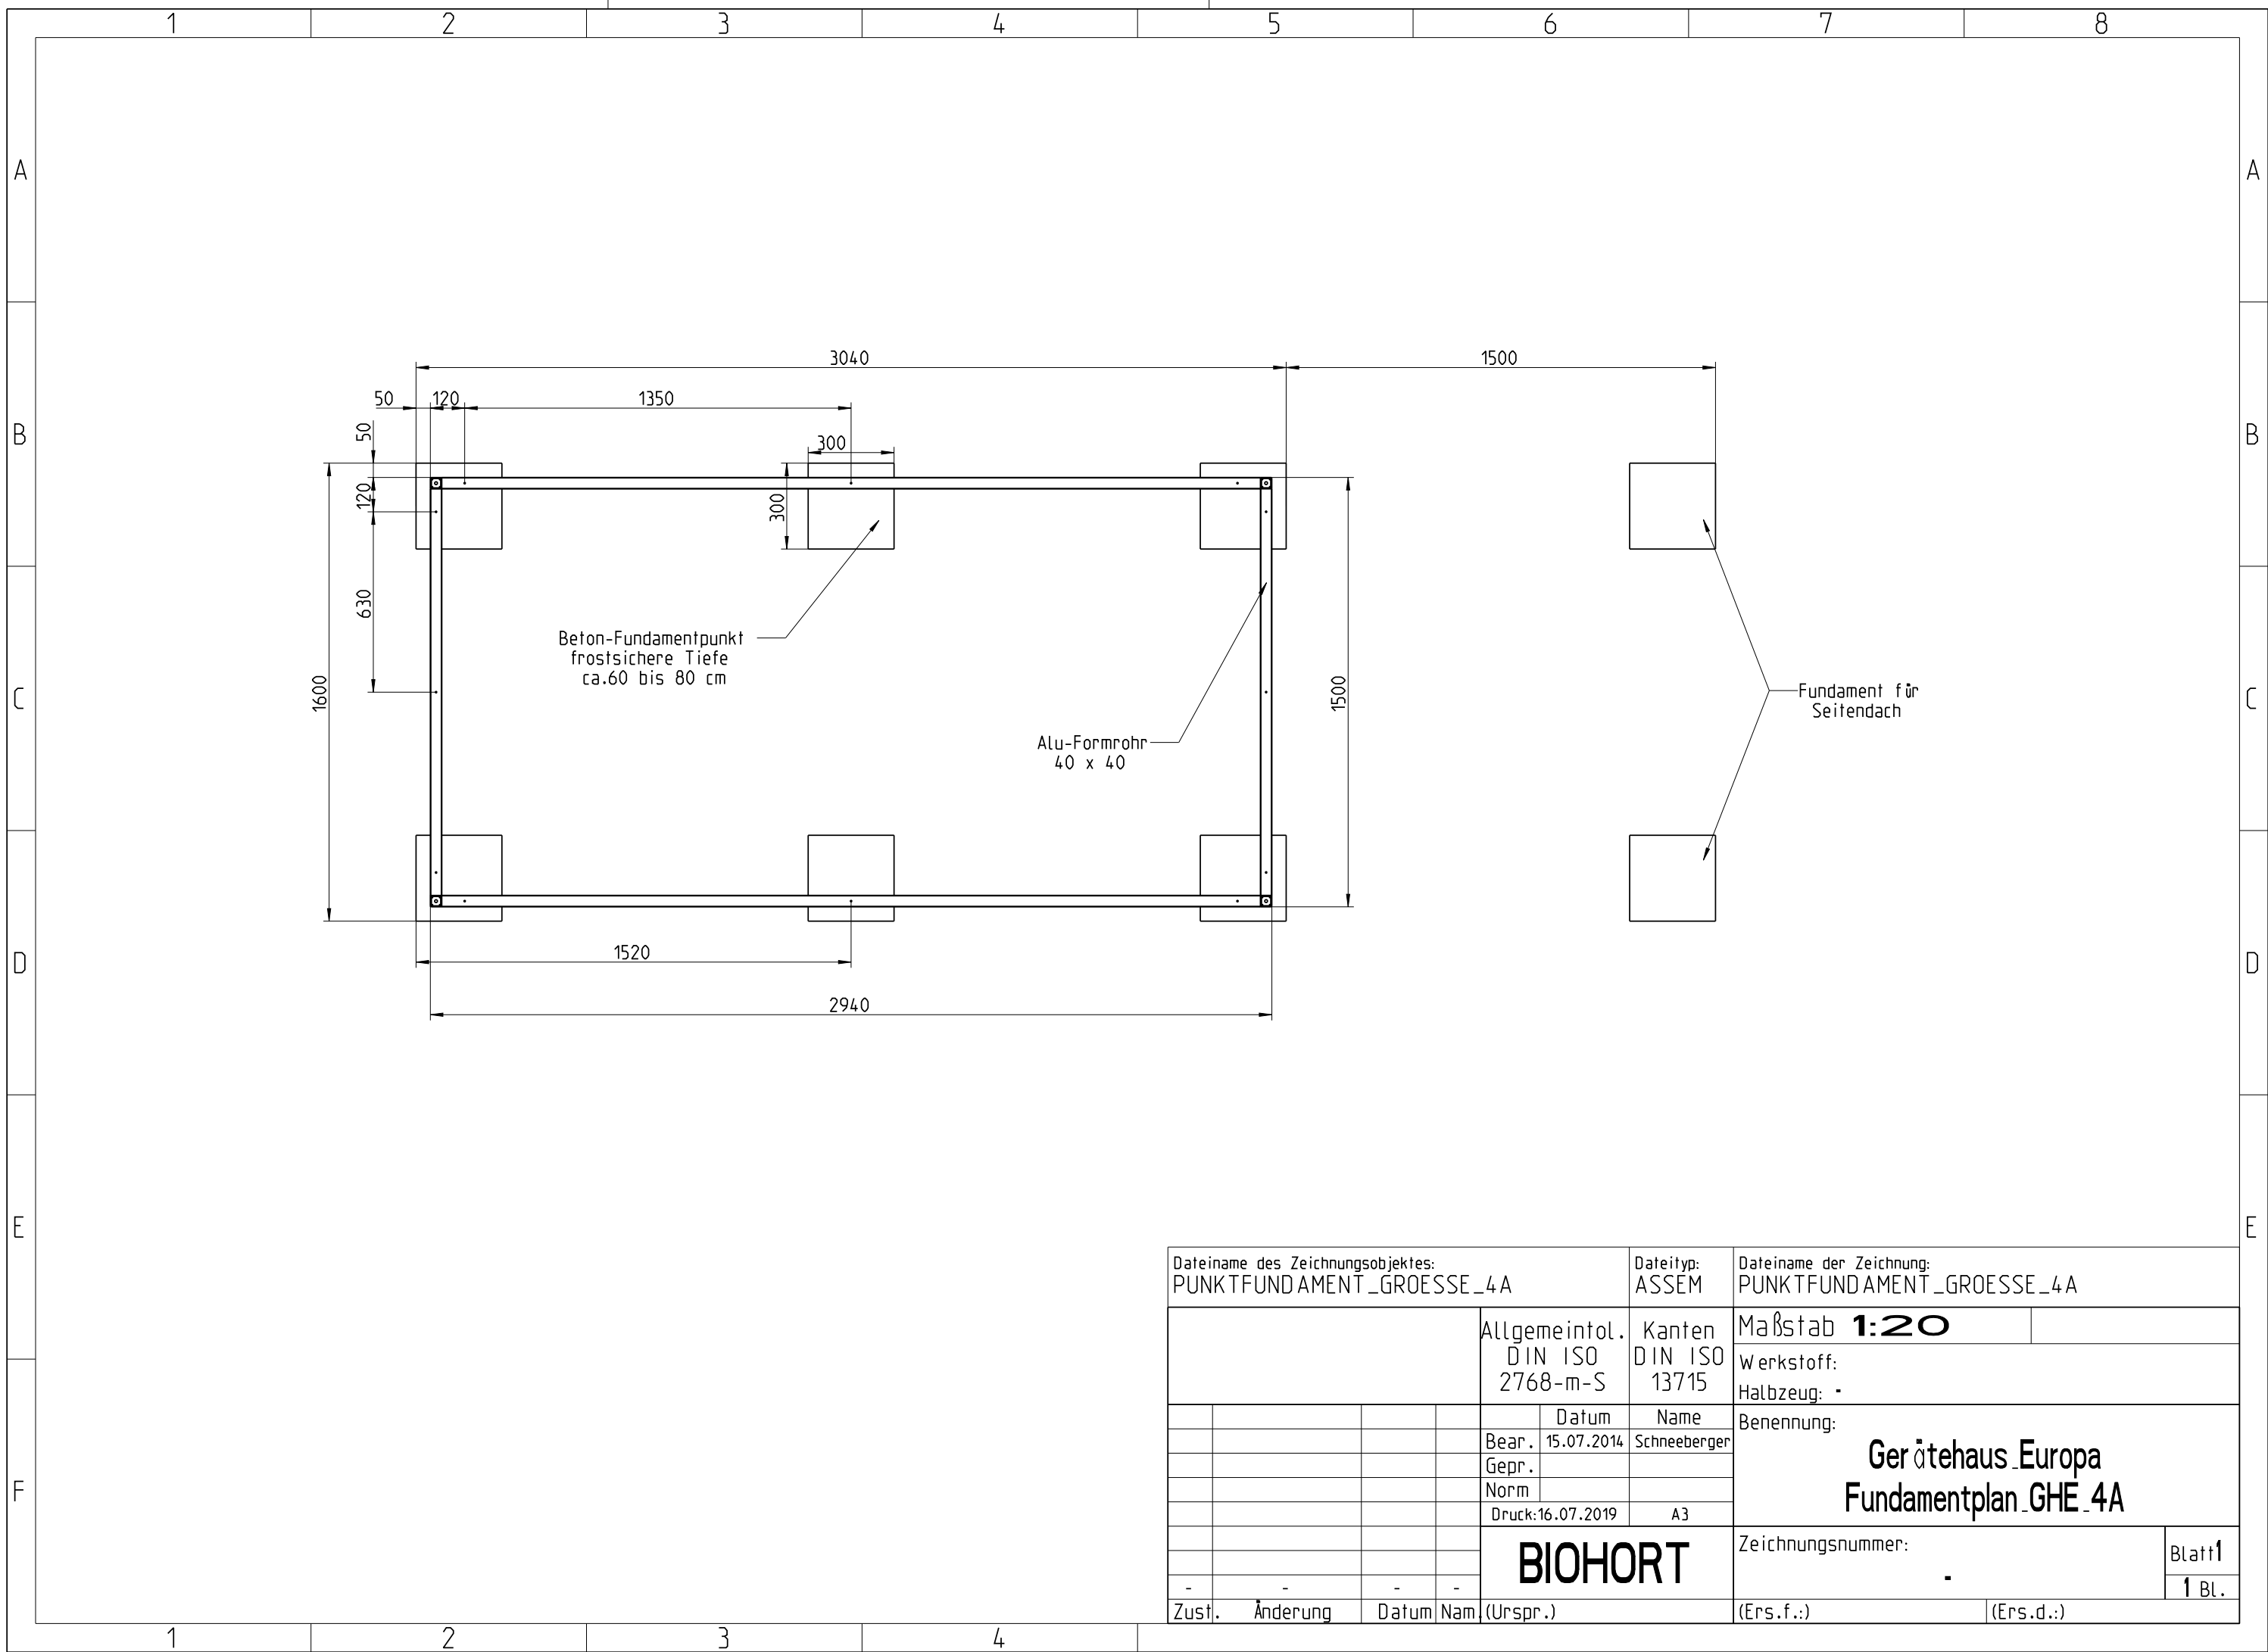 1 2 3 4 5 6 7 8
A A
3040 1500
50 120 1350
B 50 B
300
120
300
630
C Beton-Fundamentpunkt C
frostsichere Tiefe
ca.60 bis 80 cm
1600
1500
Fundament für
Seitendach
Alu-Formrohr
40 x 40
D 1520 D
2940
E E
Dateiname des Zeichnungsobjektes: Dateityp: Dateiname der Zeichnung:
PUNKTFUNDAMENT_GROESSE_4A ASSEM PUNKTFUNDAMENT_GROESSE_4A
Allgemeintol. Kanten Maßstab 1:20
DIN ISO DIN ISO Werkstoff:
2768-m-S 13715 Halbzeug: -
Datum Name Benennung:
Bear. 15.07.2014 Schneeberger Gerätehaus_Europa
Gepr.
F Norm Fundamentplan_GHE_4A
Druck:16.07.2019 A3
BIOHORT Zeichnungsnummer: Blatt1
- - - - - 1 Bl.
Zust. Änderung Datum Nam. (Urspr.) (Ers.f.:) (Ers.d.:)
1 2 3 4